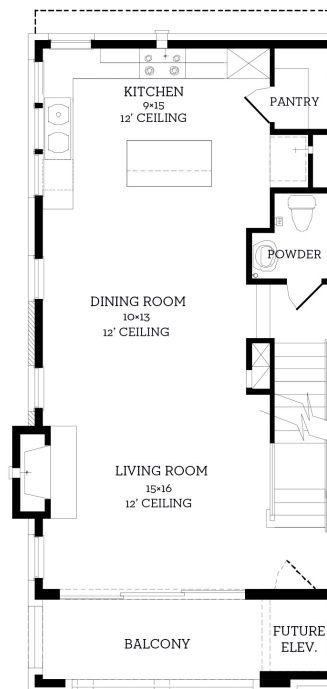 KITCHEN
9×15
12' CEILING
PANTRY
POWDER
DINING ROOM
10×13
12' CEILING
LIVING ROOM
15×16
12' CEILING
BALCONY
FUTURE
ELEV.